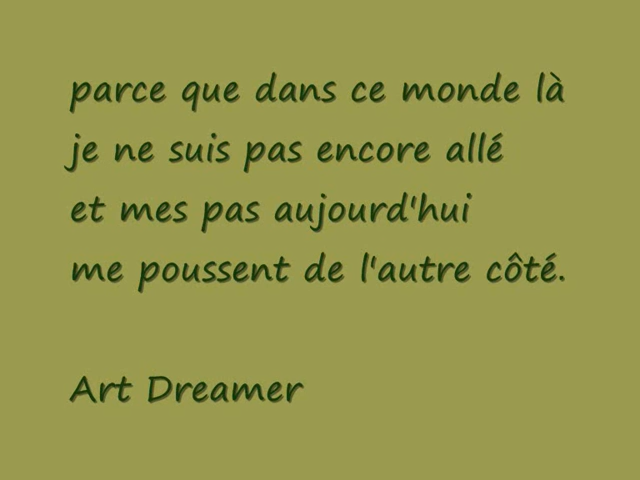 parce que dans ce monde là
je ne suis pas encore allé
et mes pas aujourd'hui
me poussent de l'autre côté.
Art Dreamer